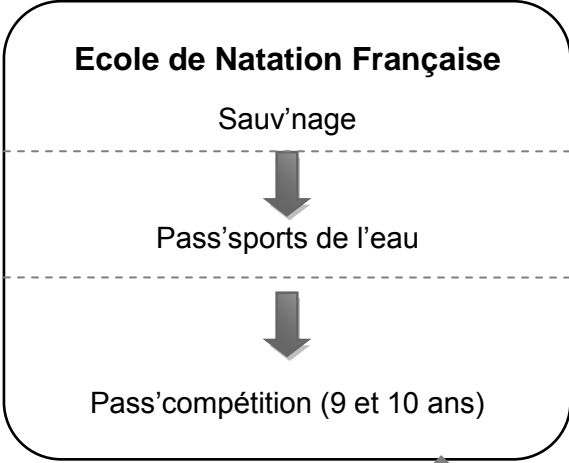 Ecole de Natation Française
Sauv’nage
Pass’sports de l’eau
Pass’compétition (9 et 10 ans)